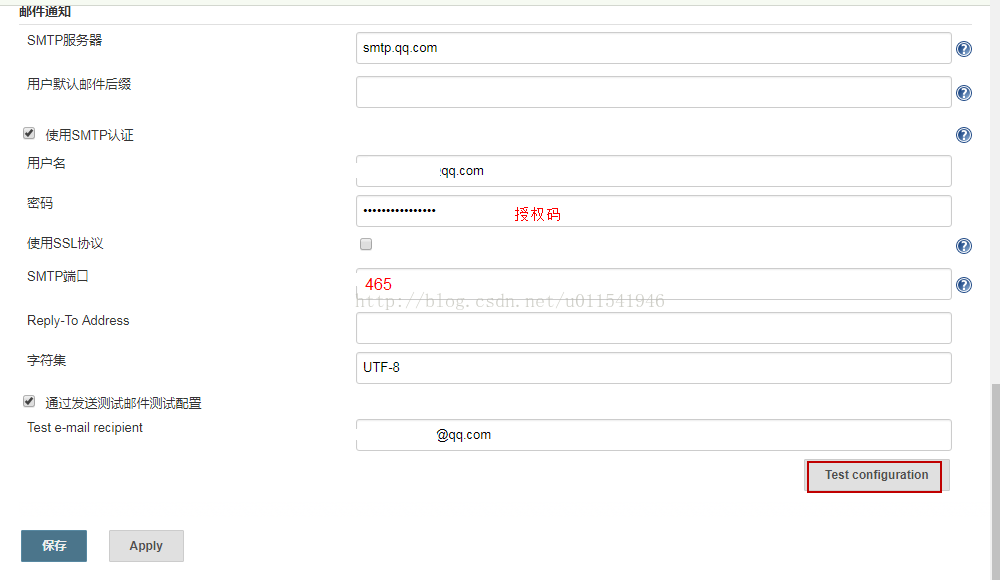 邮件通知
SMTP服务器
smtp.qq.com
用户默认邮件后缀
使用SMTP认证
用户名
qq.com
密码
••••••••••••••••
授权码
使用SSL协议
SMTP端口
465
http://blog.csdn.net/u011541946
Reply-To Address
字符集
UTF-8
通过发送测试邮件测试配置
Test e-mail recipient
@qq.com
Test configuration
保存
Apply